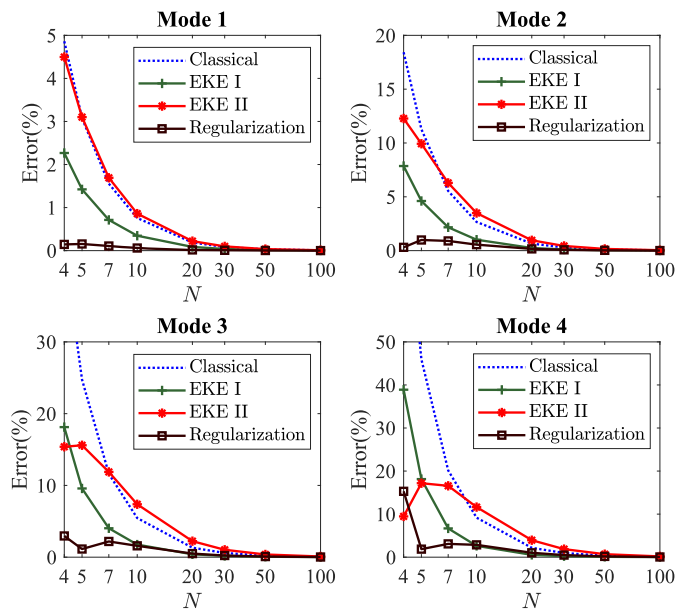 Mode 1
Error(%)
5
4
3
2
1
0
Classical
EKE I
EKE II
Regularization
4 5 7 10 20 30 50 100
N
Mode 2
Error(%)
20
15
10
5
0
Classical
EKE I
EKE II
Regularization
4 5 7 10 20 30 50 100
N
Mode 3
Error(%)
30
20
10
0
Classical
EKE I
EKE II
Regularization
4 5 7 10 20 30 50 100
N
Mode 4
Error(%)
50
40
30
20
10
0
Classical
EKE I
EKE II
Regularization
4 5 7 10 20 30 50 100
N